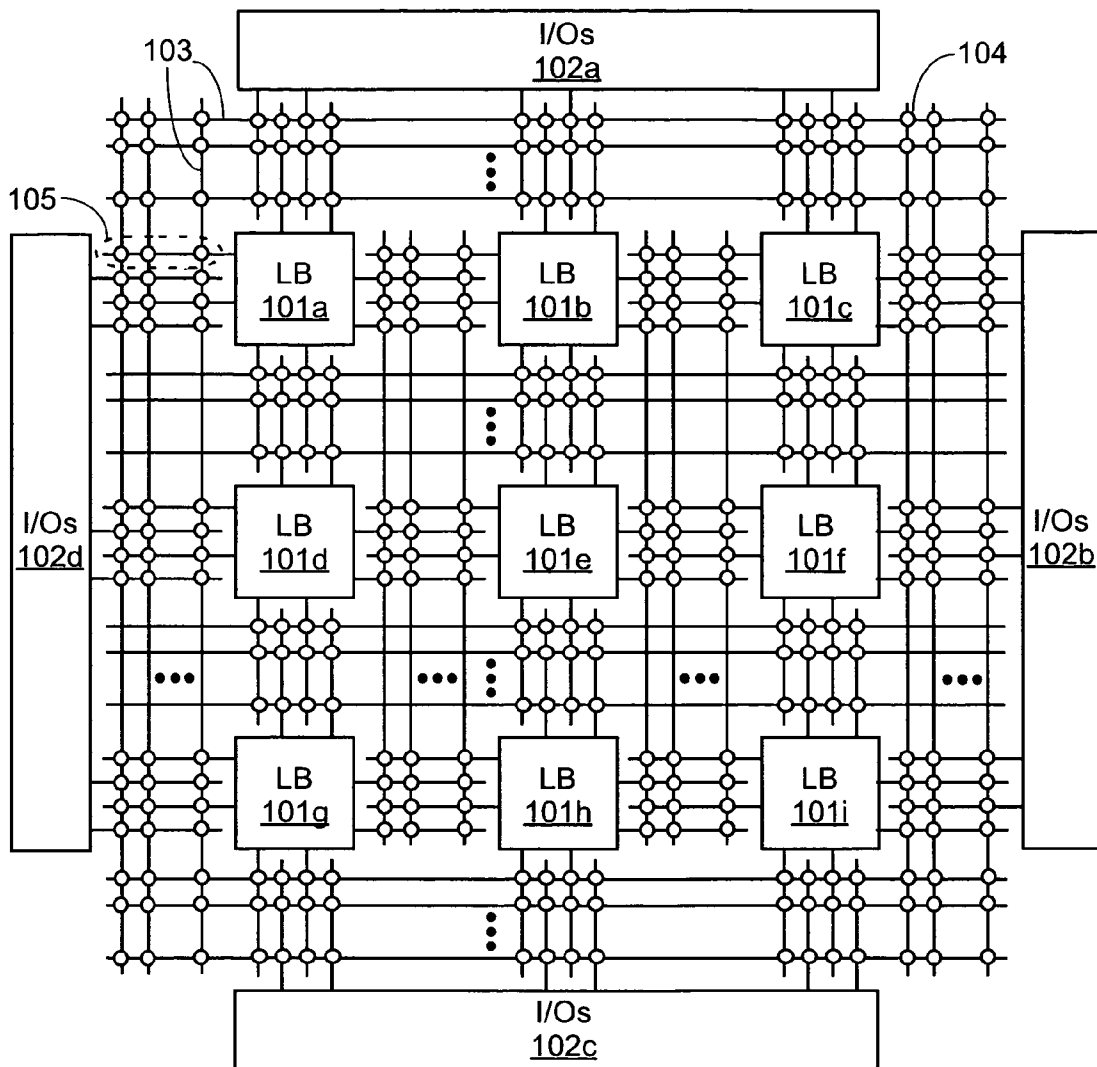 I/Os
102a
103
104
105
LB
101a
LB
101b
LB
101c
I/Os
102d
LB
101d
LB
101e
LB
101f
I/Os
102b
LB
101g
LB
101h
LB
101i
I/Os
102c